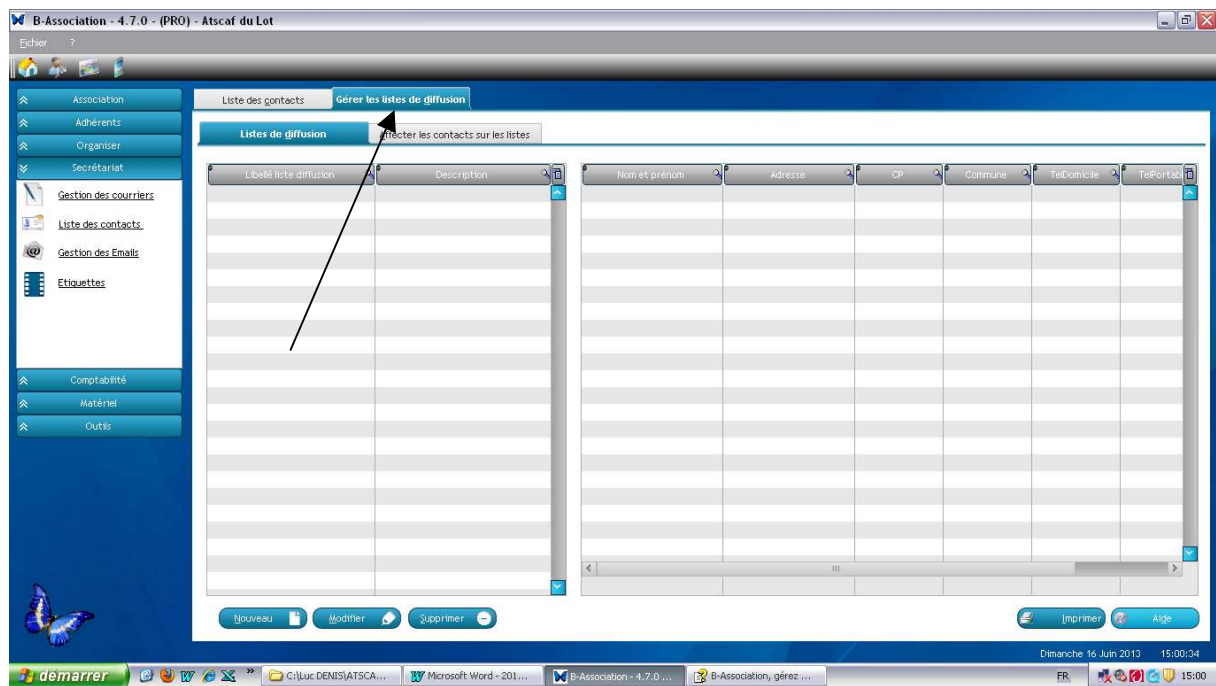 B-Association - 4.7.0 - (PRO) - Atscaf du Lot
Fichier ?
Association
Adhérents
Organiser
Secrétariat
Gestion des courriers
Liste des contacts
Gestion des Emails
Etiquettes
Comptabilité
Matériel
Outils
Liste des contacts Gérer les listes de diffusion
Listes de diffusion Affecter les contacts sur les listes
Libellé liste diffusion Description Nom et prénom Adresse CP Commune TelDomicile TelPortab
Nouveau Modifier Supprimer Imprimer Aide
Dimanche 16 Juin 2013 15:00:34
démarrer » C:\Luc DENIS\ATSCA... Microsoft Word - 201... B-Association - 4.7.0 ... B-Association, gérez ... FR 15:00